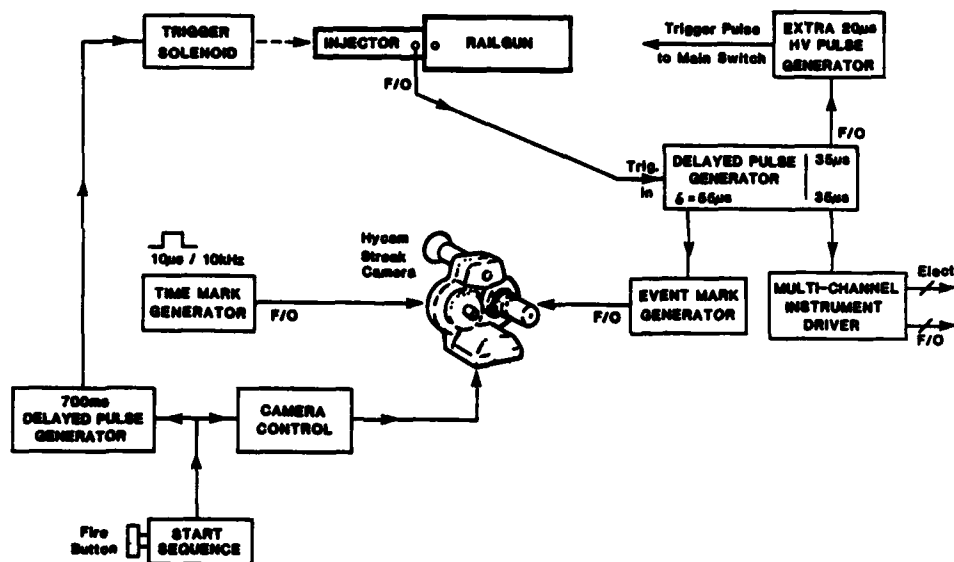 TRIGGER
SOLENOID
INJECTOR
RAILGUN
F/O
Trigger Pulse
to Main Switch
EXTRA 20µs
HV PULSE
GENERATOR
F/O
Trig.
in
DELAYED PULSE
GENERATOR
δ = 55µs
35µs
35µs
10µs / 10kHz
TIME MARK
GENERATOR
F/O
Hycam
Streak
Camera
F/O
EVENT MARK
GENERATOR
MULTI-CHANNEL
INSTRUMENT
DRIVER
Elect
F/O
700ms
DELAYED PULSE
GENERATOR
CAMERA
CONTROL
Fire
Button
START
SEQUENCE